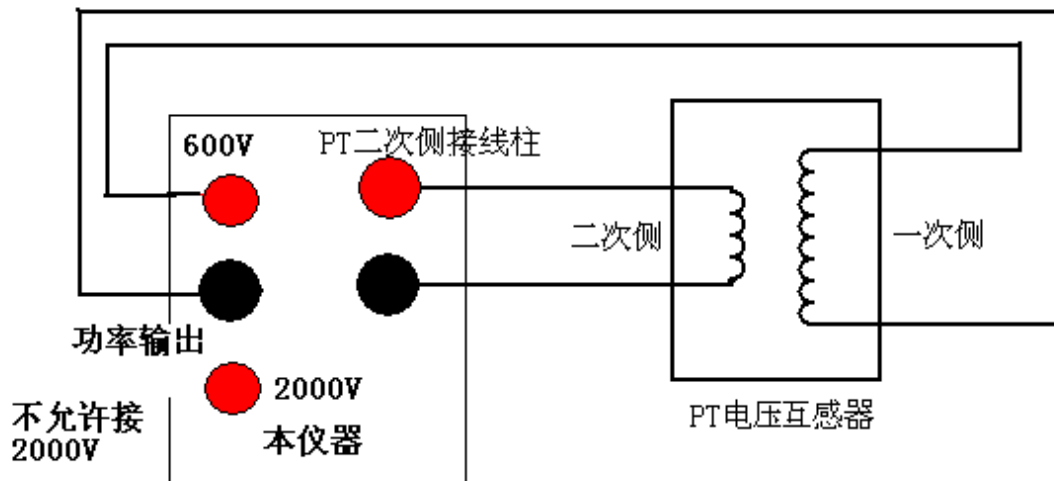 600V
PT二次侧接线柱
二次侧
一次侧
功率输出
2000V
不允许接
2000V
本仪器
PT电压互感器